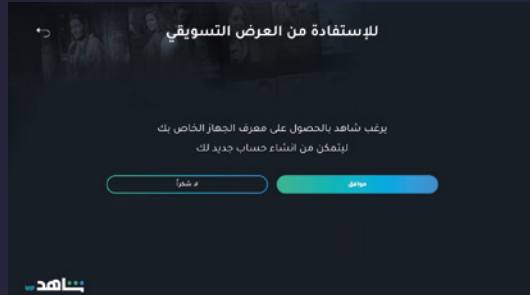 للإستفادة من العرض التسويقي
يرغب شاهد بالحصول على معرف الجهاز الخاص بك
ليتمكن من انشاء حساب جديد لك
موافق
لا شكراً
شاهد VIP